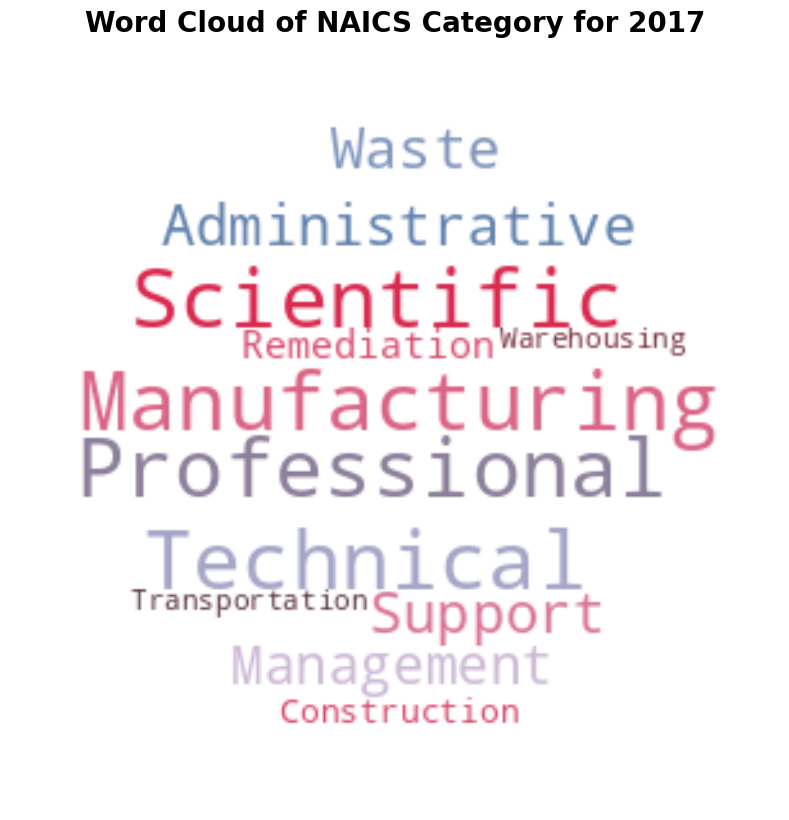 Word Cloud of NAICS Category for 2017
Waste
Administrative
Scientific
Remediation Warehousing
Manufacturing
Professional
Technical
Transportation Support
Management
Construction